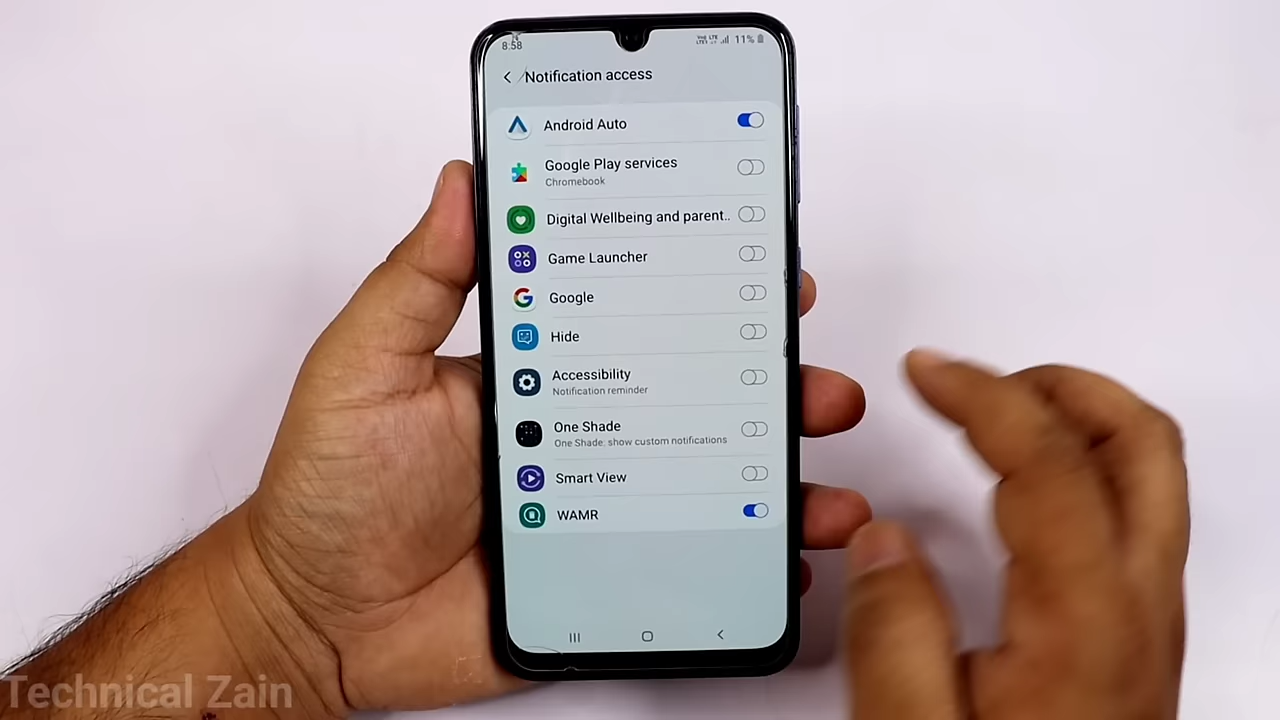 8:58
11%
Notification access
Android Auto
Google Play services
Chromebook
Digital Wellbeing and parent..
Game Launcher
Google
Hide
Accessibility
Notification reminder
One Shade
One Shade: show custom notifications
Smart View
WAMR
Technical Zain